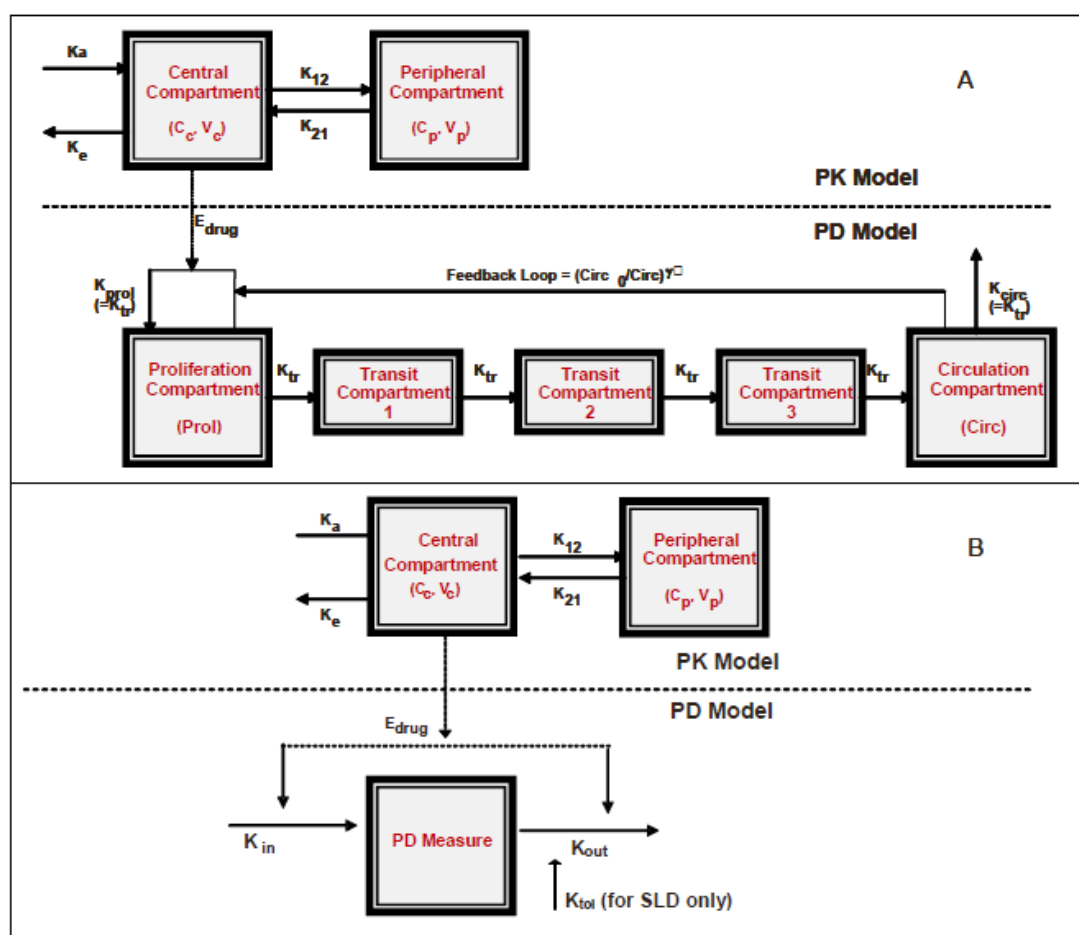 Ka
Central
Compartment
(Cc, Vc)
K12
K21
Ke
Peripheral
Compartment
(Cp, Vp)
A
PK Model
Edrug
PD Model
Kprol
(=Ktr)
Feedback Loop = (Circ 0/Circ)γ□
Kcirc
(=Ktr)
Proliferation
Compartment
(Prol)
Ktr
Transit
Compartment
1
Ktr
Transit
Compartment
2
Ktr
Transit
Compartment
3
Ktr
Circulation
Compartment
(Circ)
Ka
Central
Compartment
(Cc, Vc)
K12
K21
Ke
Peripheral
Compartment
(Cp, Vp)
B
PK Model
PD Model
Edrug
K in
PD Measure
Kout
Ktol (for SLD only)